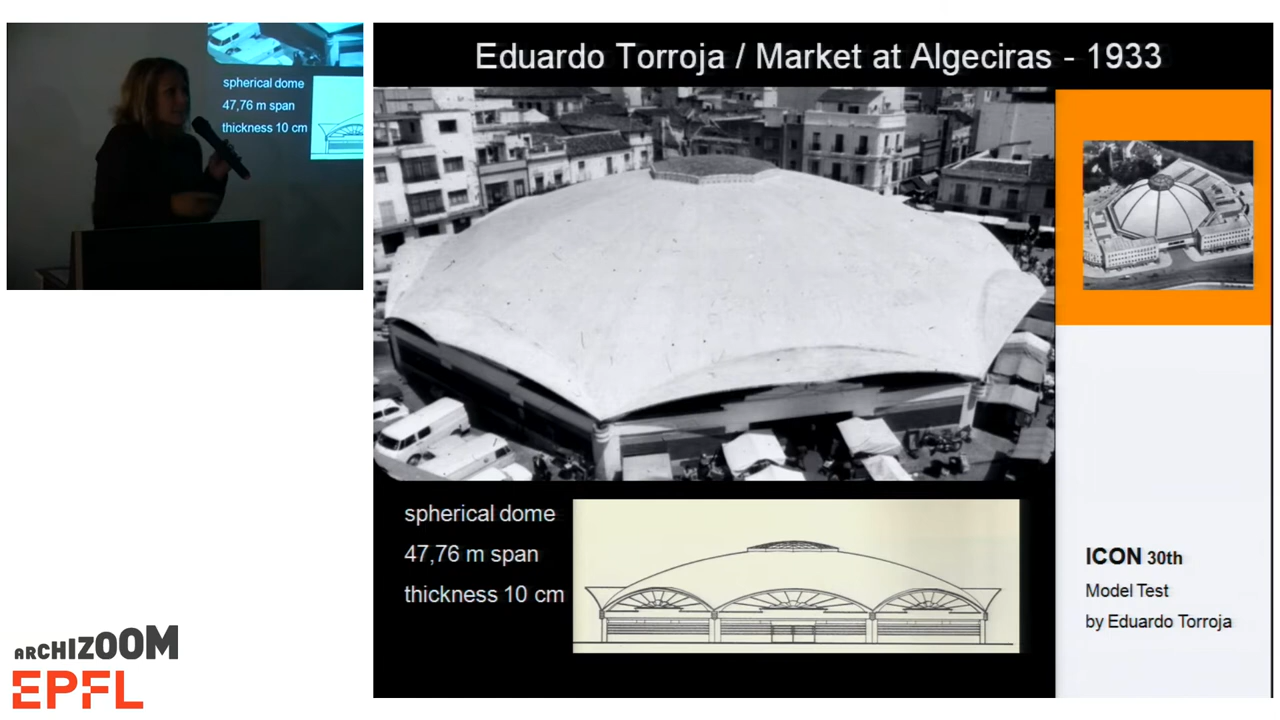 spherical dome
47,76 m span
thickness 10 cm
Eduardo Torroja / Market at Algeciras - 1933
spherical dome
47,76 m span
thickness 10 cm
ICON 30th
Model Test
by Eduardo Torroja
ARCHIZOOM
EPFL